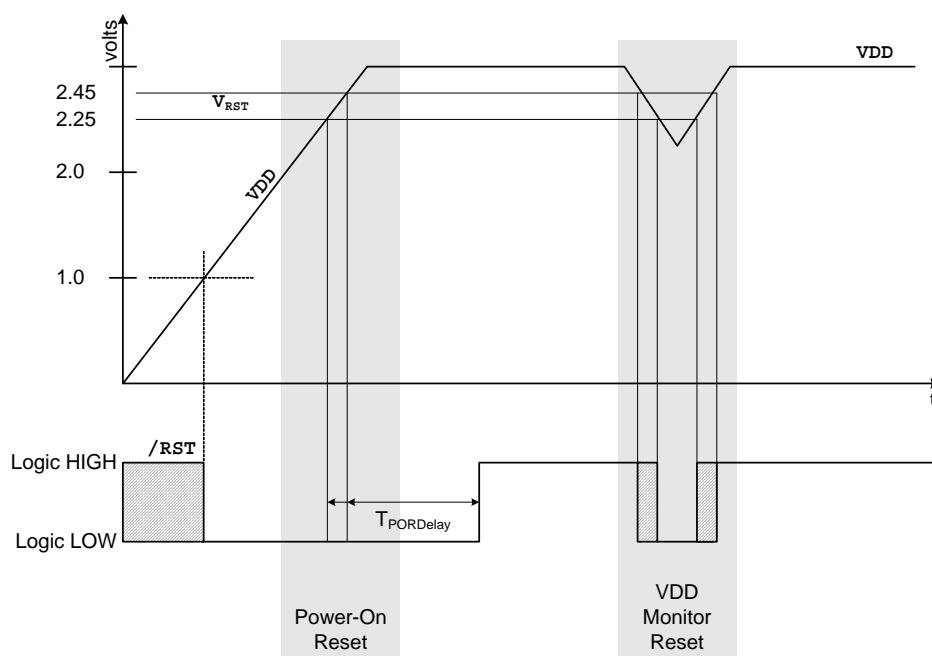 volts
VDD
2.45
VRST
2.25
2.0
VDD
1.0
t
/RST
Logic HIGH
TPORDelay
Logic LOW
Power-On
Reset
VDD
Monitor
Reset